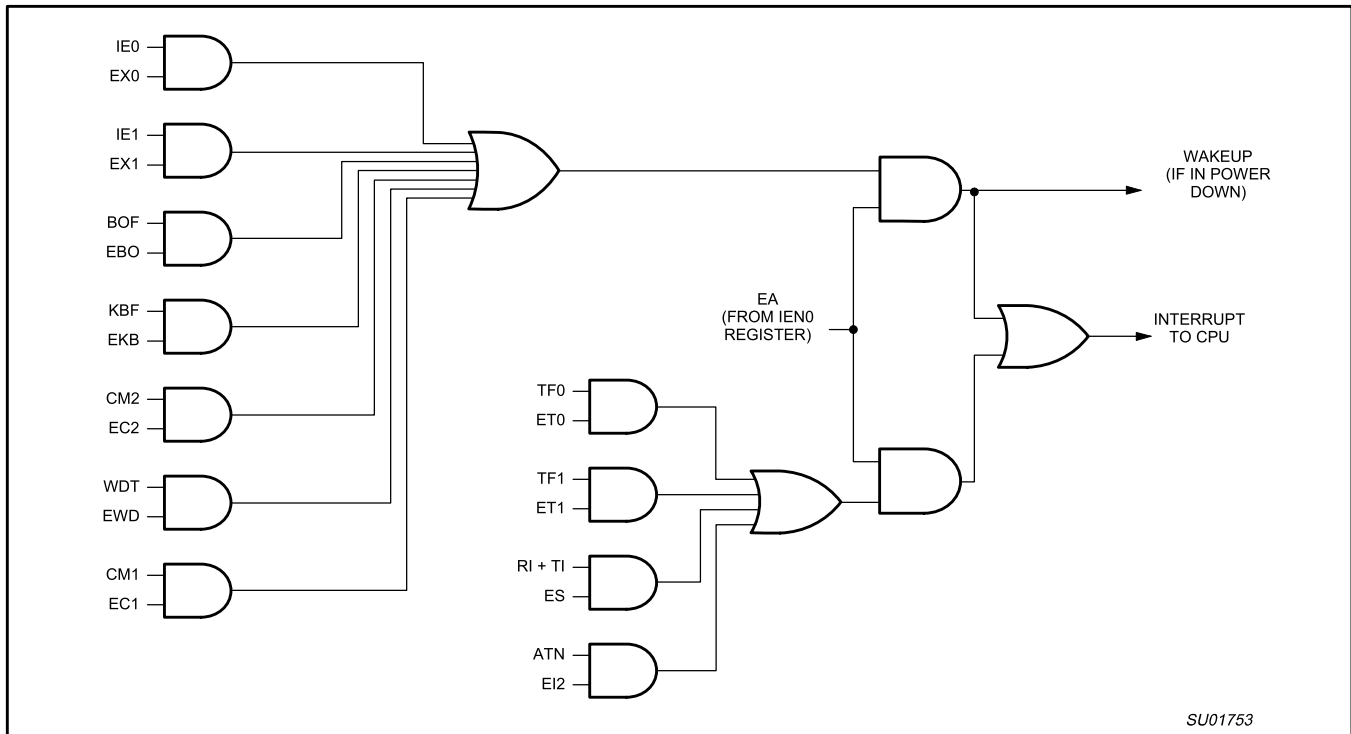 IE0
EX0
IE1
EX1
BOF
EBO
KBF
EKB
CM2
EC2
WDT
EWD
CM1
EC1
WAKEUP
(IF IN POWER
DOWN)
EA
(FROM IEN0
REGISTER)
INTERRUPT
TO CPU
TF0
ET0
TF1
ET1
RI + TI
ES
ATN
EI2
SU01753